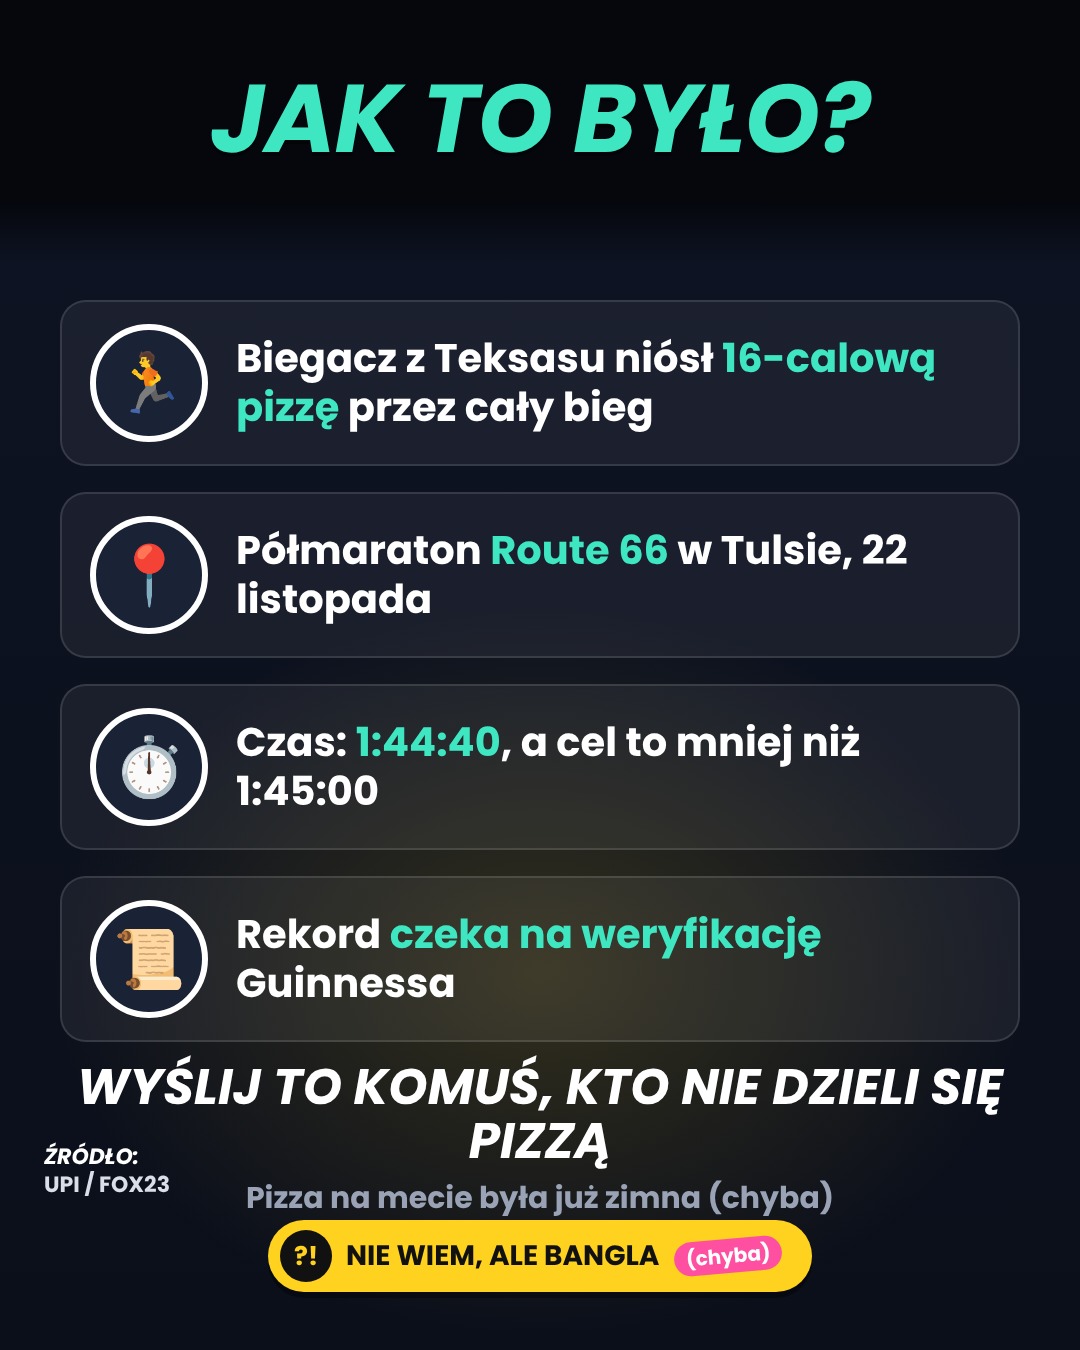 JAK TO BYŁO?
Biegacz z Teksasu niósł 16-calową
pizzę przez cały bieg
Półmaraton Route 66 w Tulsie, 22
listopada
Czas: 1:44:40, a cel to mniej niż
1:45:00
Rekord czeka na weryfikację
Guinnessa
WYŚLIJ TO KOMUŚ, KTO NIE DZIELI SIĘ
PIZZĄ
ŹRÓDŁO:
UPI / FOX23
Pizza na mecie była już zimna (chyba)
?! NIE WIEM, ALE BANGLA (chyba)